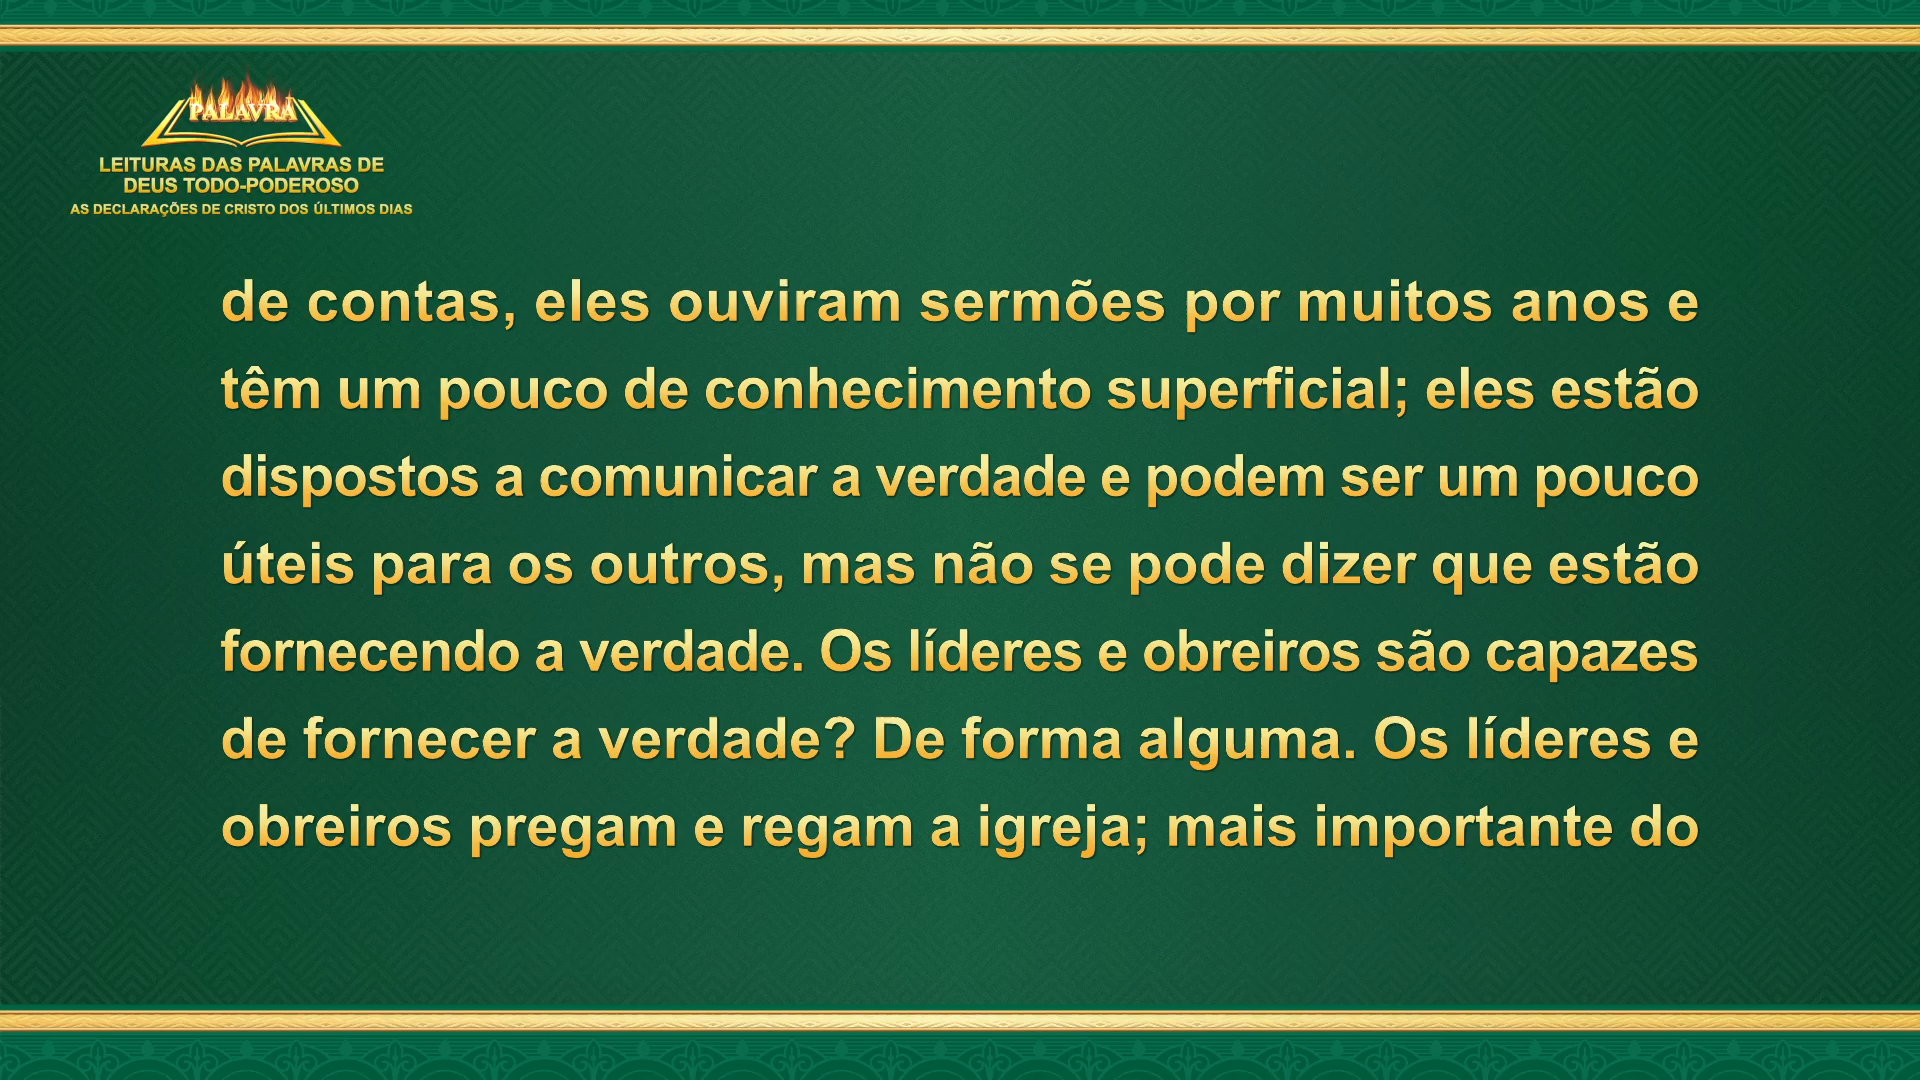 PALAVRA
LEITURAS DAS PALAVRAS DE
DEUS TODO-PODEROSO
AS DECLARAÇÕES DE CRISTO DOS ÚLTIMOS DIAS
de contas, eles ouviram sermões por muitos anos e
têm um pouco de conhecimento superficial; eles estão
dispostos a comunicar a verdade e podem ser um pouco
úteis para os outros, mas não se pode dizer que estão
fornecendo a verdade. Os líderes e obreiros são capazes
de fornecer a verdade? De forma alguma. Os líderes e
obreiros pregam e regam a igreja; mais importante do